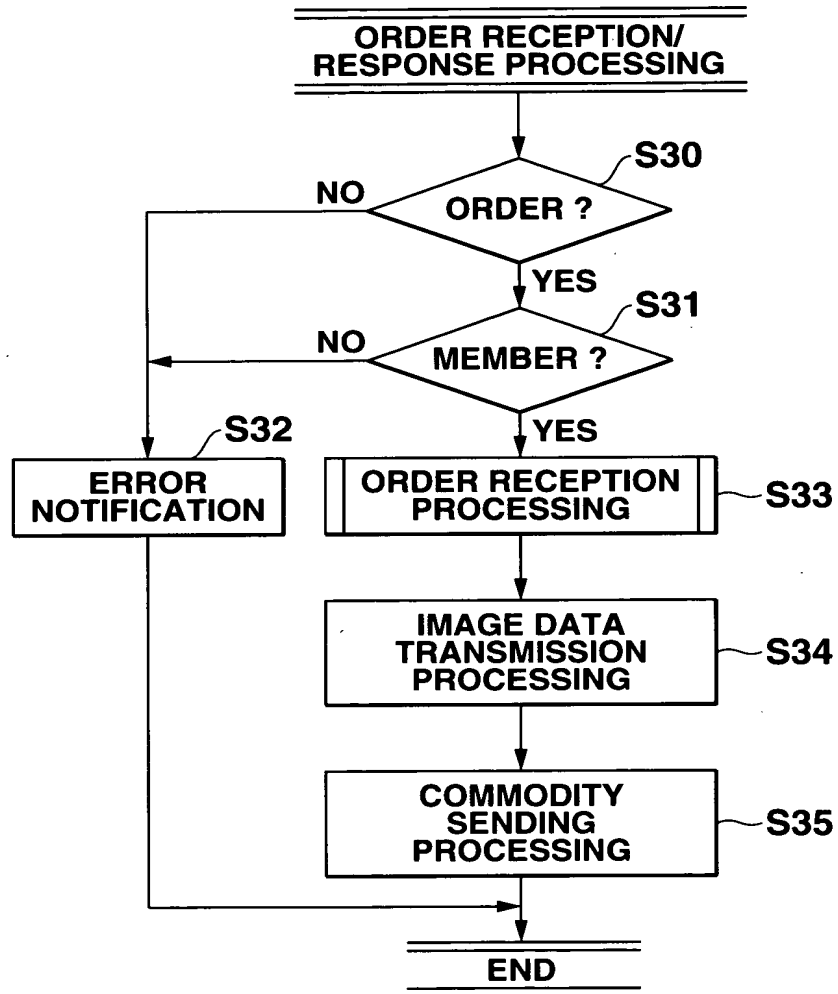 ORDER RECEPTION/
RESPONSE PROCESSING
S30
NO
ORDER ?
YES
S31
NO
MEMBER ?
YES
S32
ERROR
NOTIFICATION
ORDER RECEPTION
PROCESSING
S33
IMAGE DATA
TRANSMISSION
PROCESSING
S34
COMMODITY
SENDING
PROCESSING
S35
END